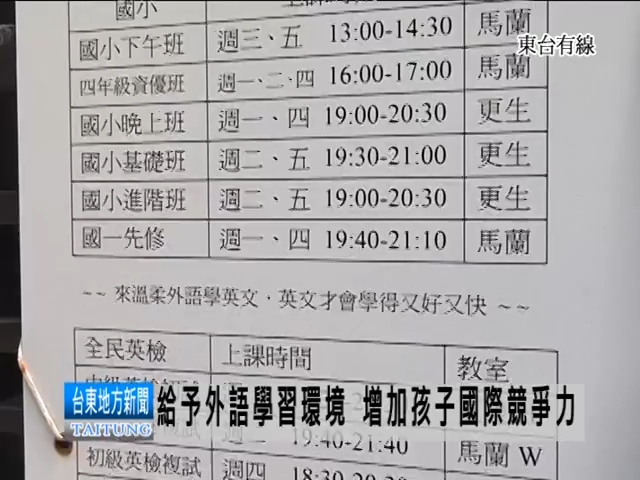 國小
東台有線
國小下午班 週三、五 13:00-14:30 馬蘭
四年級資優班 週一、二、四 16:00-17:00 馬蘭
國小晚上班 週一、四 19:00-20:30 更生
國小基礎班 週二、五 19:30-21:00 更生
國小進階班 週二、五 19:00-20:30 更生
國一先修 週一、四 19:40-21:10 馬蘭
~~ 來溫柔外語學英文，英文才會學得又好又快 ~~
全民英檢 上課時間 教室
台東地方新聞 給予外語學習環境 增加孩子國際競爭力
TAITUNG
19:40-21:40 馬蘭 W
初級英檢複試 週四 18:30-20:30